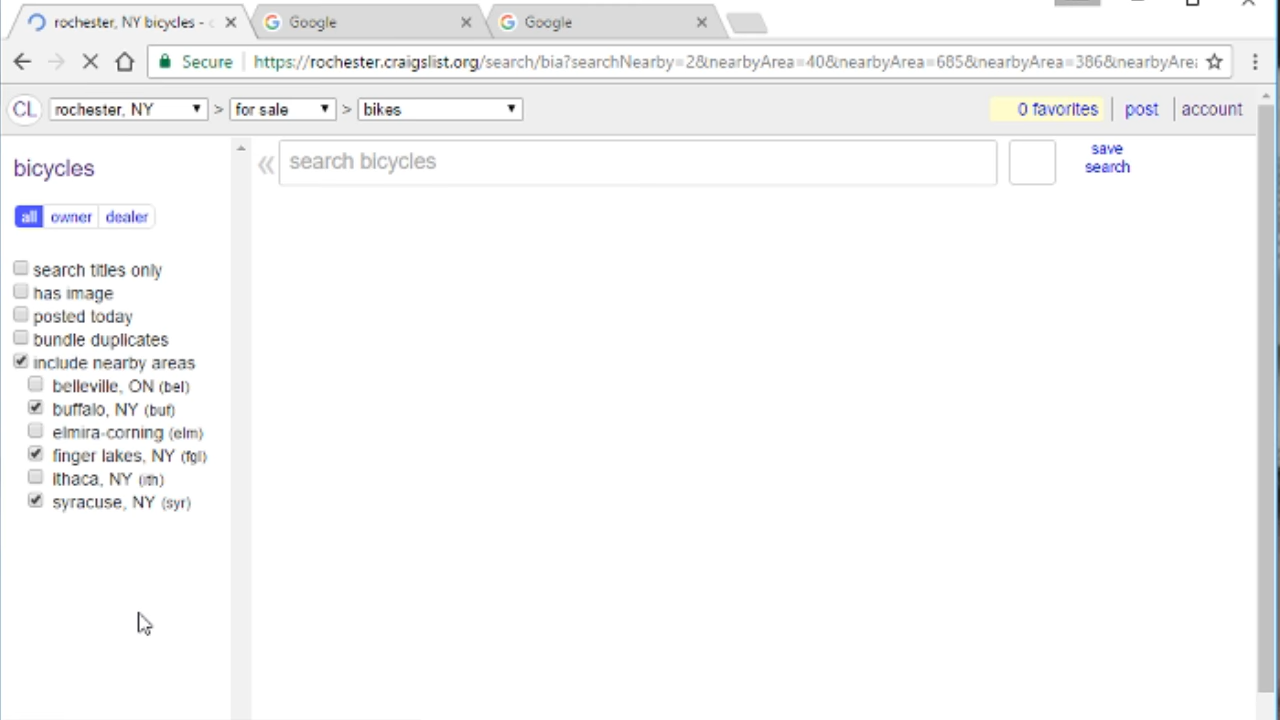 rochester, NY bicycles - c
Google
Google
Secure https://rochester.craigslist.org/search/bia?searchNearby=2&nearbyArea=40&nearbyArea=685&nearbyArea=386&nearbyArea
CL rochester, NY > for sale > bikes 0 favorites post account
bicycles
« search bicycles save search
all owner dealer
search titles only
has image
posted today
bundle duplicates
include nearby areas
belleville, ON (bel)
buffalo, NY (buf)
elmira-corning (elm)
finger lakes, NY (fgl)
ithaca, NY (ith)
syracuse, NY (syr)